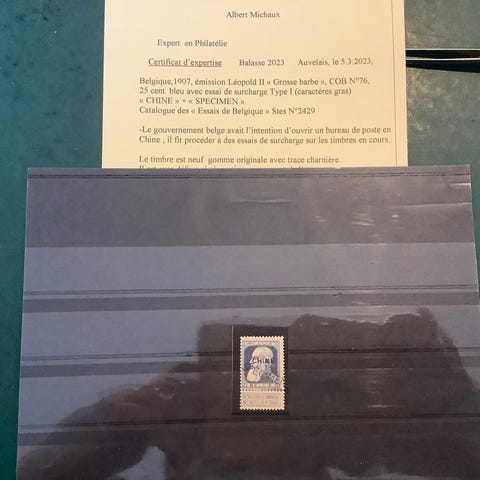 Albert Michaux
Expert en Philatélie
Certificat d'expertise Balasse 2023 Auvelais, le 5.3.2023,
Belgique,1907, émission Léopold II « Grosse barbe », COB N°76,
25 cent bleu avec essai de surcharge Type I (caractères gras)
« CHINE » + « SPECIMEN »
Catalogue des « Essais de Belgique » Stes N°2429
-Le gouvernement belge avait l'intention d'ouvrir un bureau de poste en
Chine ; il fit procéder à des essais de surcharge sur les timbres en cours.
Le timbre est neuf gomme originale avec trace charnière
CHINE